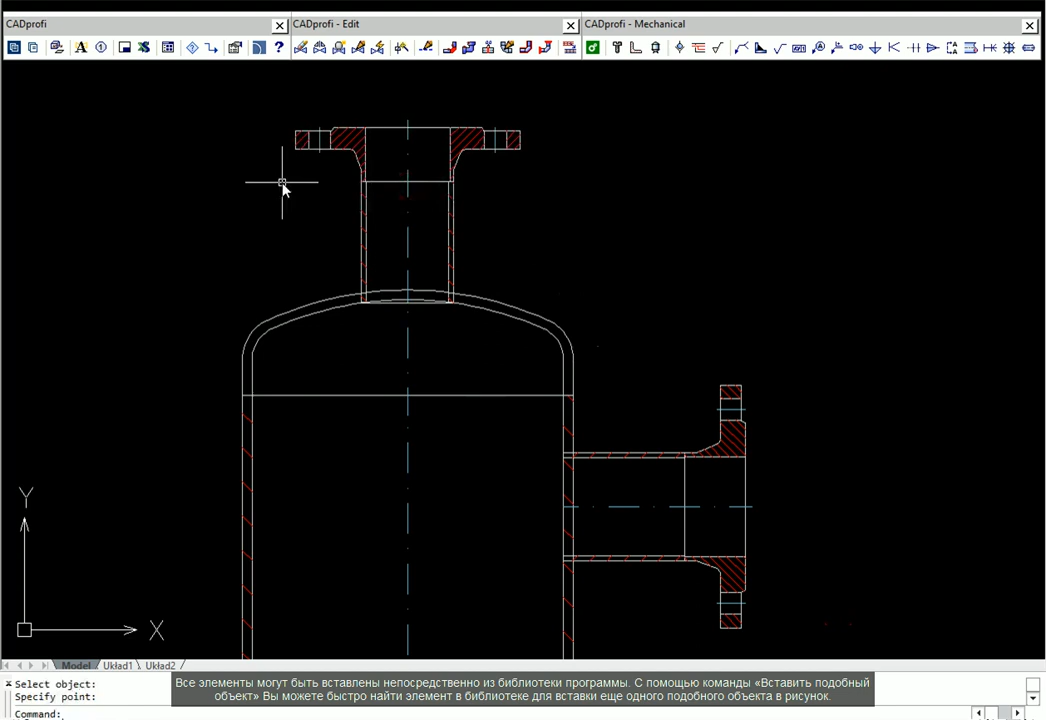 CADprofi
CADprofi - Edit
CADprofi - Mechanical
Y
X
Model
Układ1
Układ2
Select object:
Specify point:
Command:
Все элементы могут быть вставлены непосредственно из библиотеки программы. С помощью команды «Вставить подобный
объект» Вы можете быстро найти элемент в библиотеке для вставки еще одного подобного объекта в рисунок.